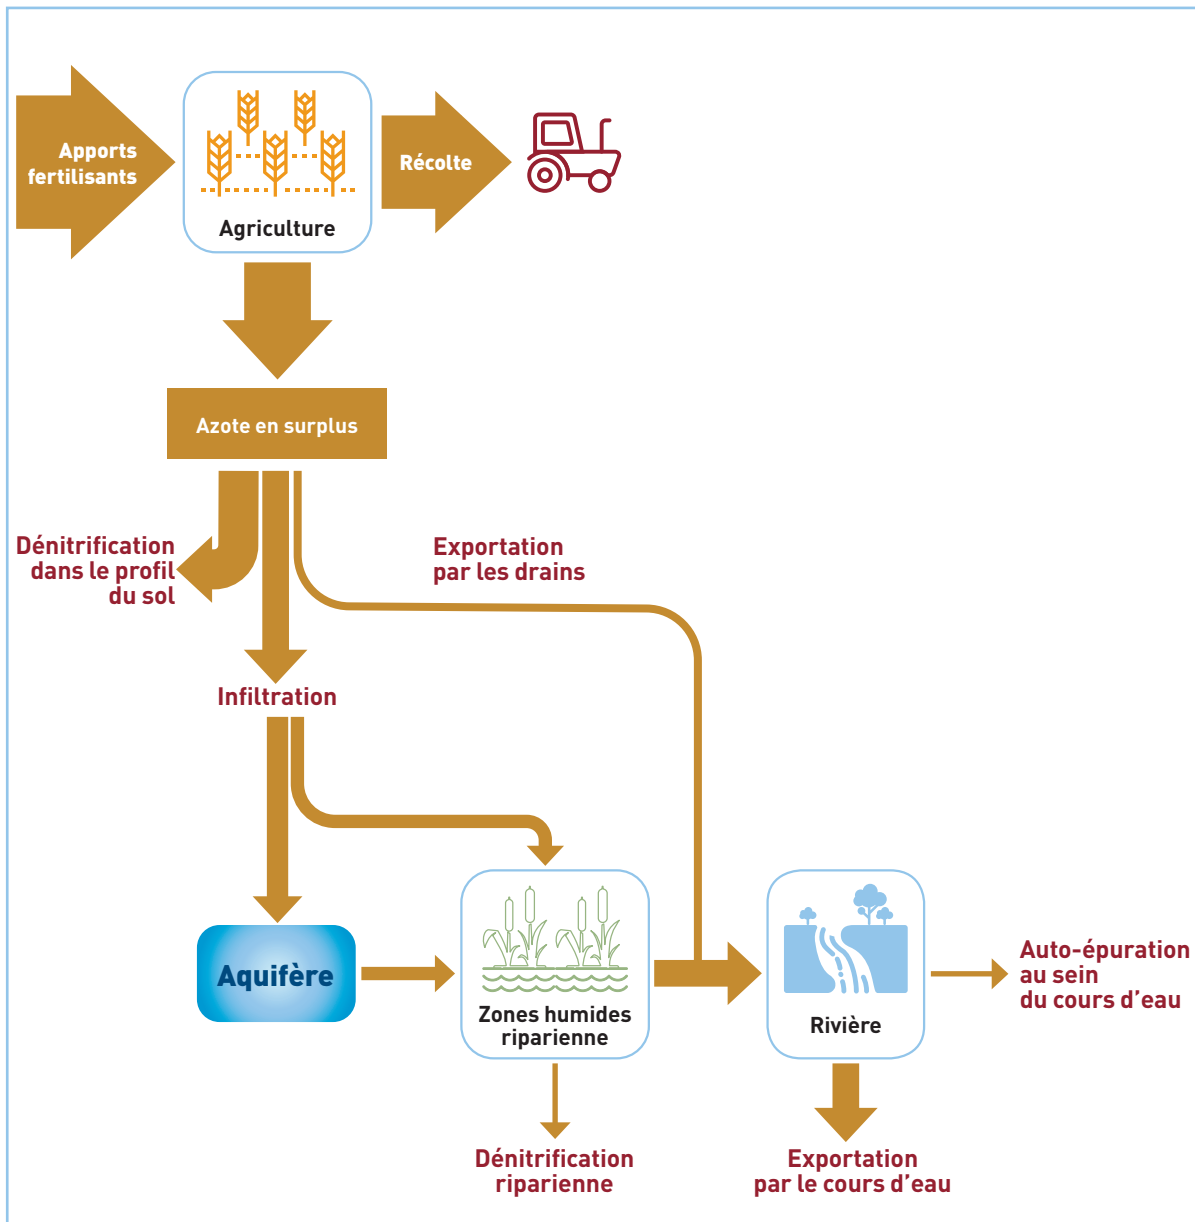 Apports
fertilisants
Agriculture
Récolte
Azote en surplus
Dénitrification
dans le profil
du sol
Exportation
par les drains
Infiltration
Aquifère
Zones humides
riparienne
Rivière
Auto-épuration
au sein
du cours d’eau
Dénitrification
riparienne
Exportation
par le cours d’eau